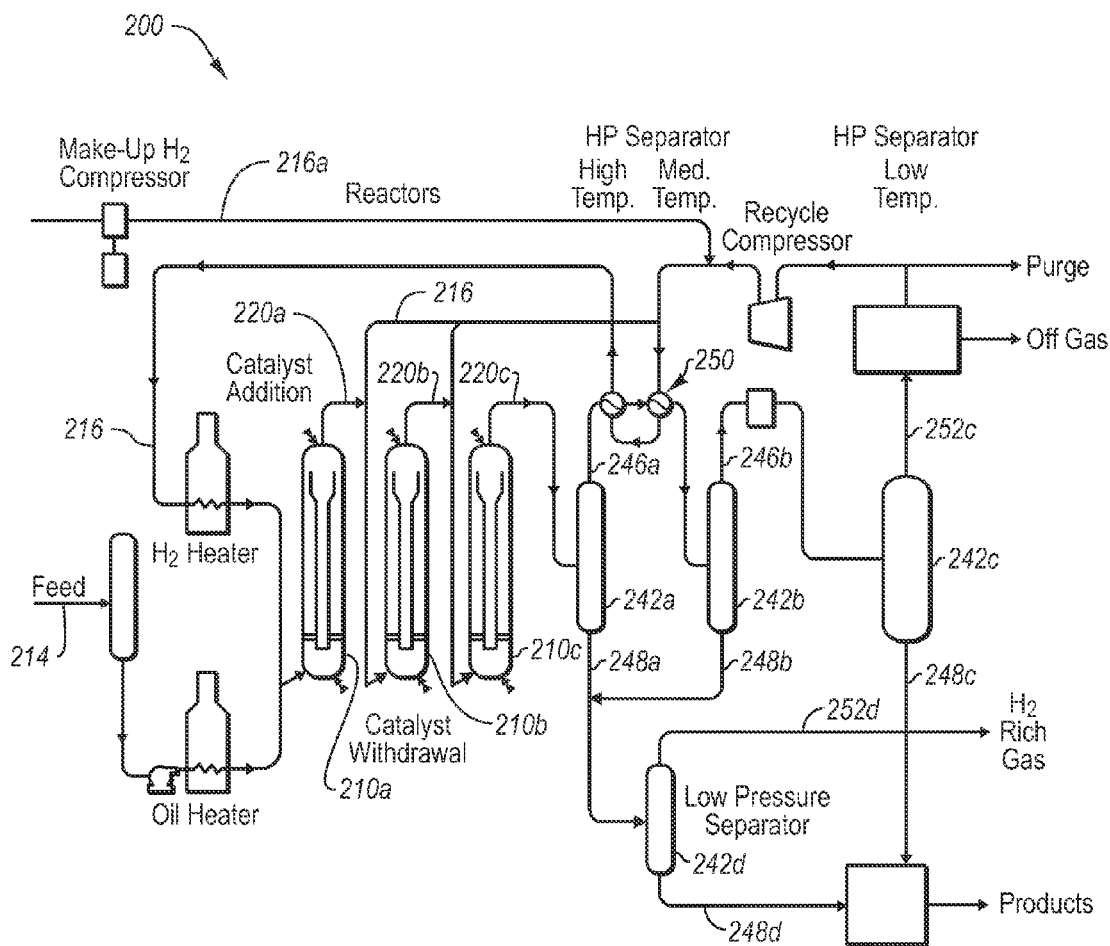 200
HP Separator
HP Separator
Make-Up H2
Compressor
216a
Reactors
High
Temp.
Med.
Temp.
Low
Temp.
Recycle
Compressor
Purge
220a
216
Catalyst
Addition
220b
220c
250
Off Gas
216
246a
246b
252c
H2 Heater
Feed
214
242a
242b
242c
210c
248a
248b
248c
Catalyst
Withdrawal
210b
210a
252d
H2
Rich
Gas
Oil Heater
Low Pressure
Separator
242d
248d
Products